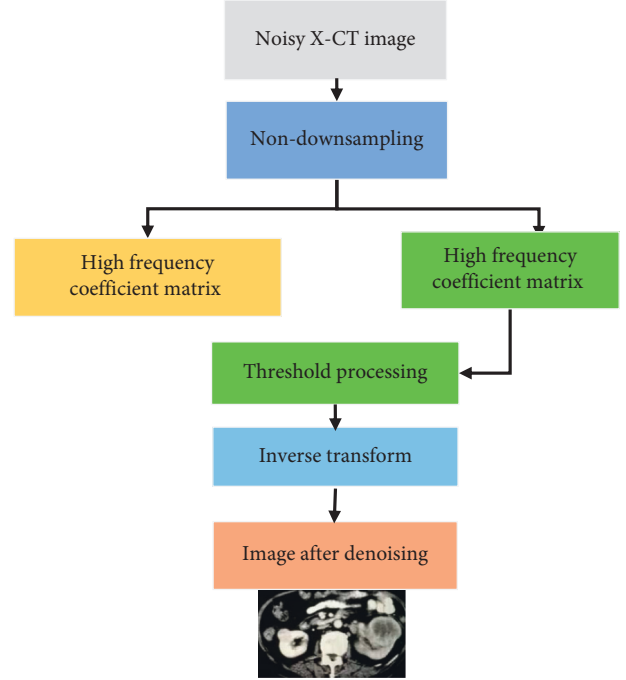 Noisy X-CT image
Non-downsampling
High frequency
coefficient matrix
High frequency
coefficient matrix
Threshold processing
Inverse transform
Image after denoising